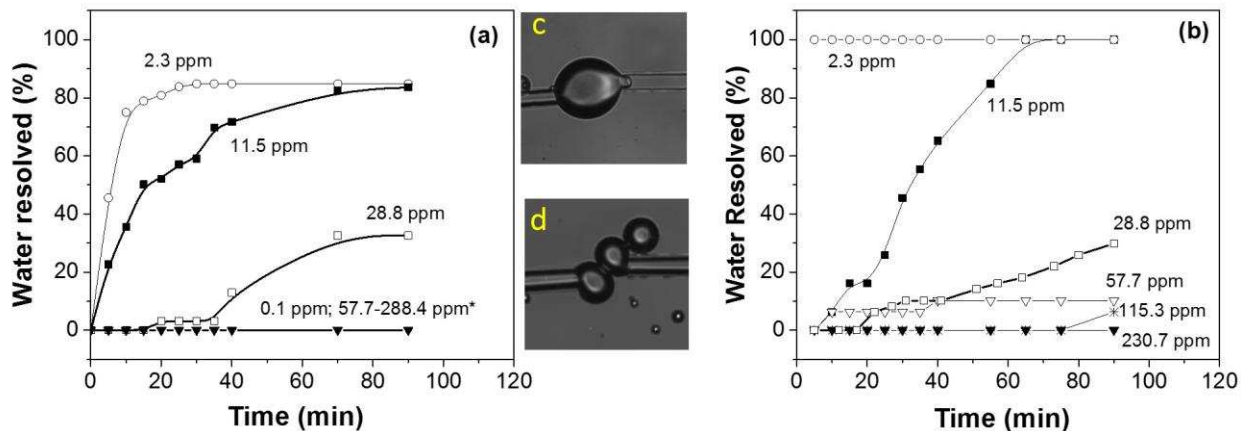 (a)
2.3 ppm
11.5 ppm
28.8 ppm
0.1 ppm; 57.7-288.4 ppm*
Water resolved (%)
100
80
60
40
20
0
0 20 40 60 80 100 120
Time (min)
c
d
(b)
2.3 ppm
11.5 ppm
28.8 ppm
57.7 ppm
115.3 ppm
230.7 ppm
Water Resolved (%)
100
80
60
40
20
0
0 20 40 60 80 100 120
Time (min)